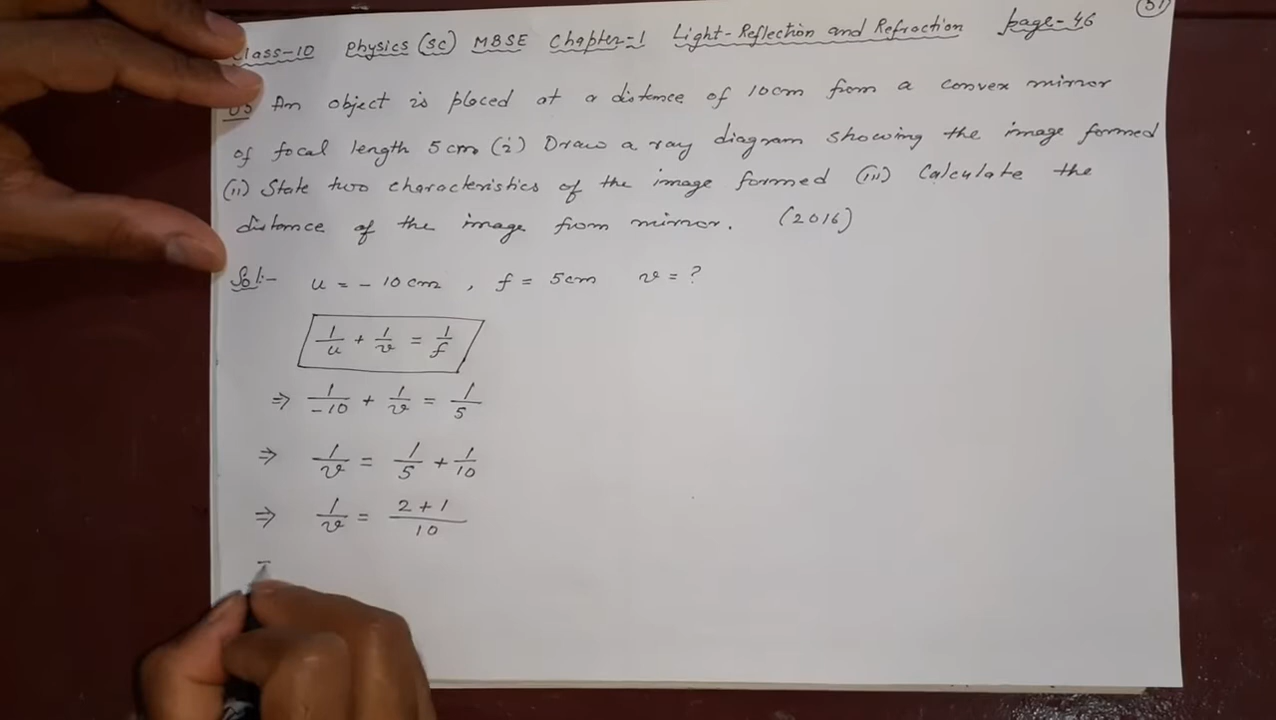 Class-10 Physics (SC) MBSE Chapter-1 Light-Reflection and Refraction page-46
Q5 An object is placed at a distance of 10cm from a convex mirror
of focal length 5cm (i) Draw a ray diagram showing the image formed
(ii) State two characteristics of the image formed (iii) Calculate the
distance of the image from mirror. (2016)
Sol:- u = - 10cm , f = 5cm v = ?
1/u + 1/v = 1/f
⇒ 1/-10 + 1/v = 1/5
⇒ 1/v = 1/5 + 1/10
⇒ 1/v = 2+1/10